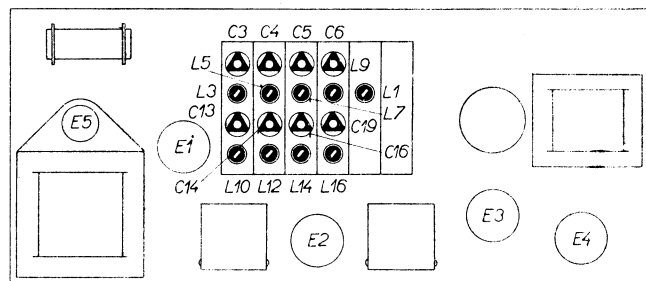 C3 C4 C5 C6
L5 L9
L3 L1
C13 L7
E5 E1 C19
C16
C14 L10 L12 L14 L16
E2 E3 E4